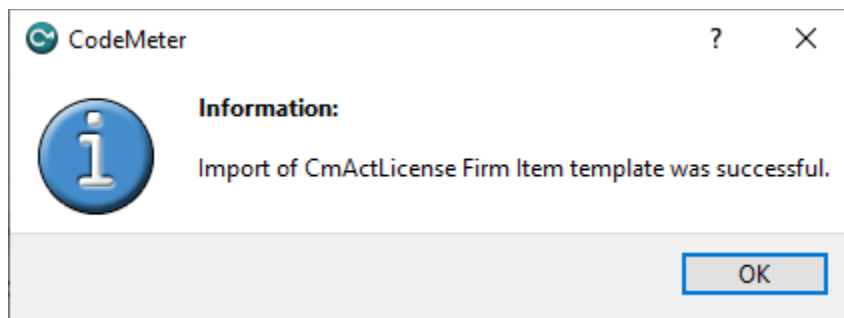 CodeMeter
Information:
Import of CmActLicense Firm Item template was successful.
OK